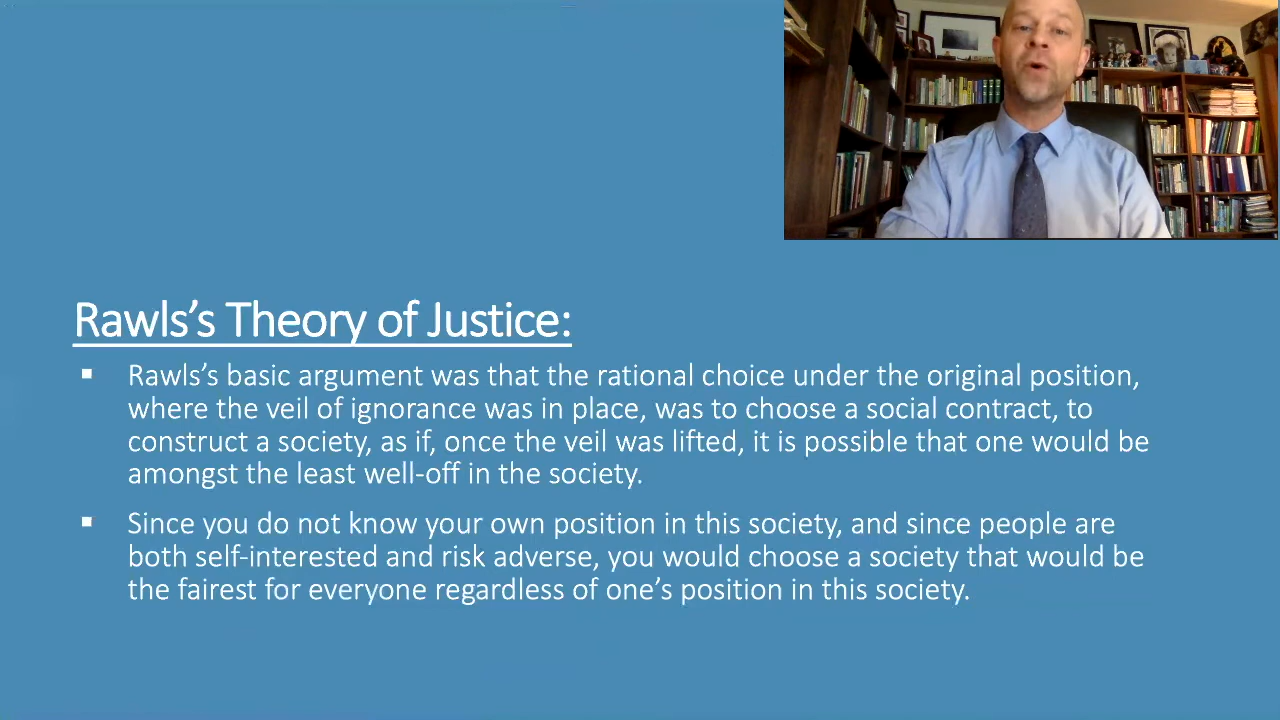 Rawls's Theory of Justice:
▪ Rawls's basic argument was that the rational choice under the original position,
where the veil of ignorance was in place, was to choose a social contract, to
construct a society, as if, once the veil was lifted, it is possible that one would be
amongst the least well-off in the society.
▪ Since you do not know your own position in this society, and since people are
both self-interested and risk adverse, you would choose a society that would be
the fairest for everyone regardless of one's position in this society.